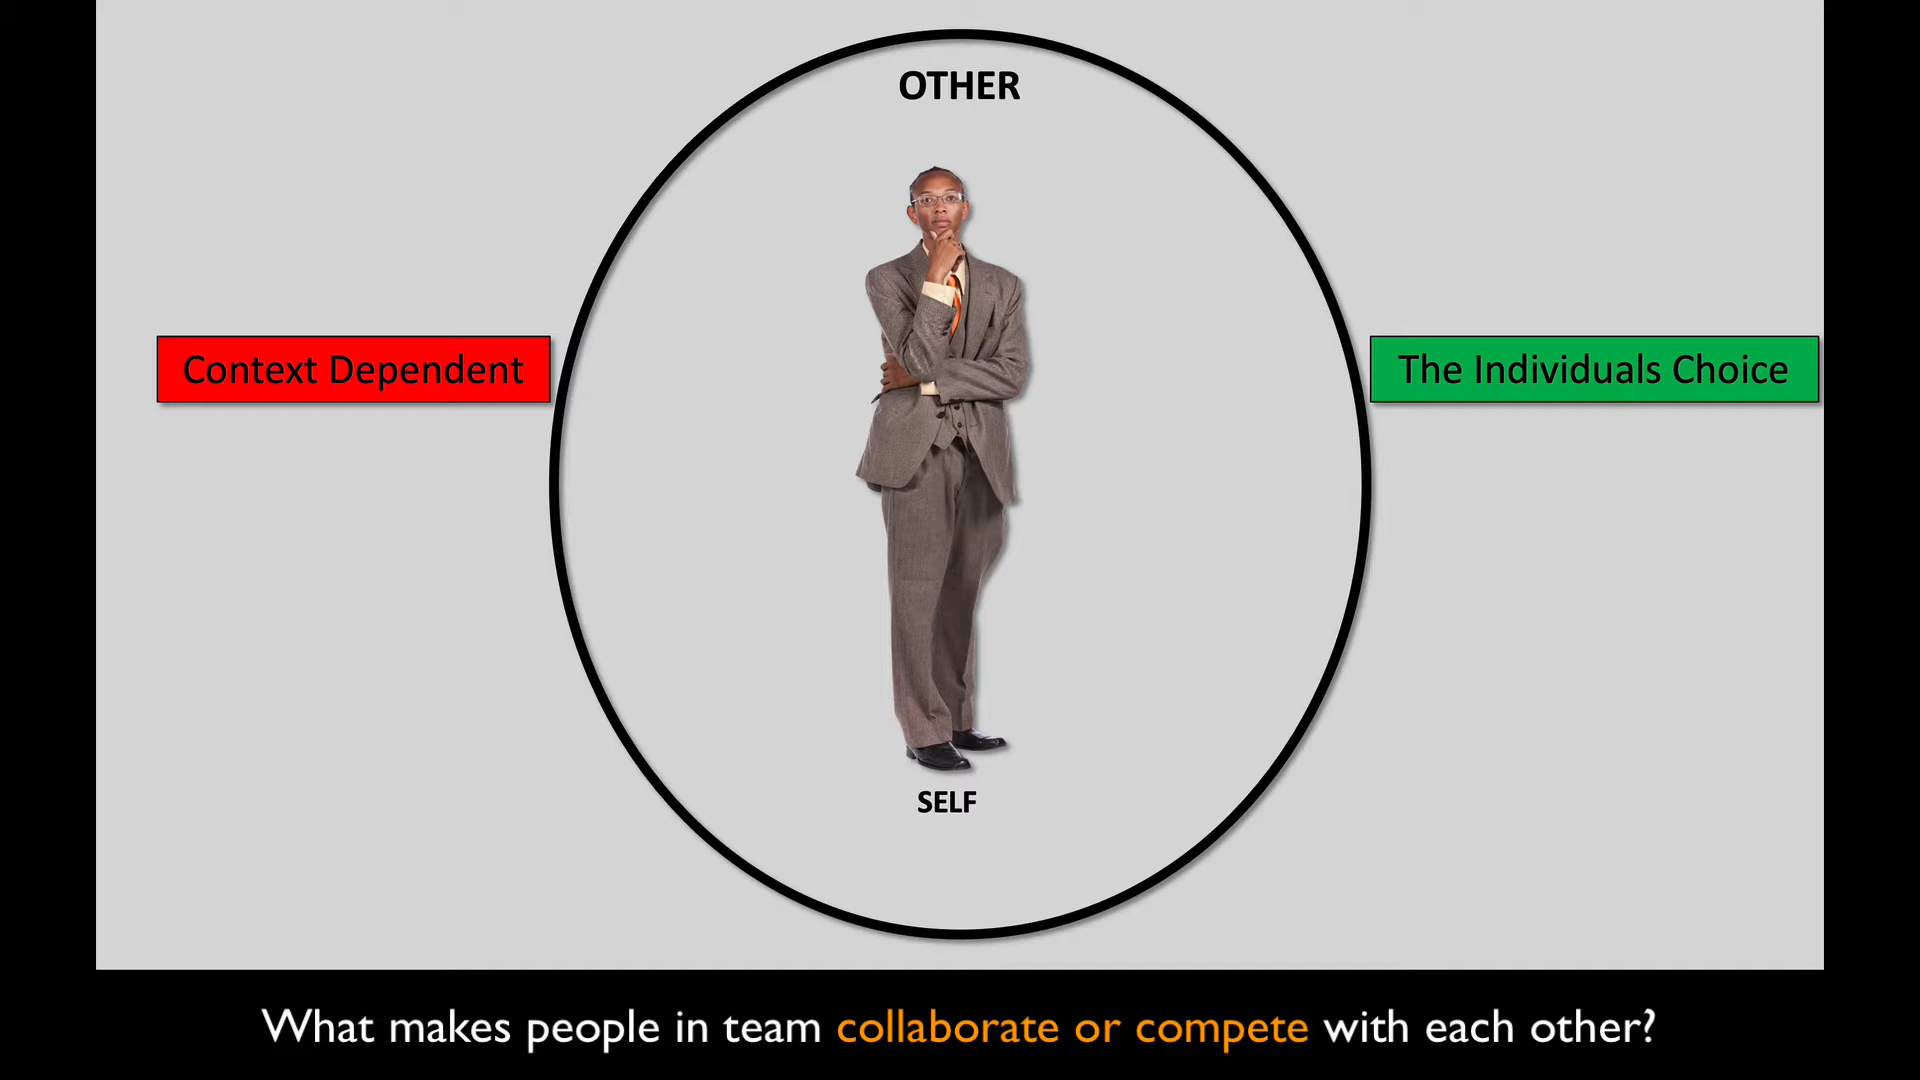 OTHER
Context Dependent
The Individuals Choice
SELF
What makes people in team collaborate or compete with each other?